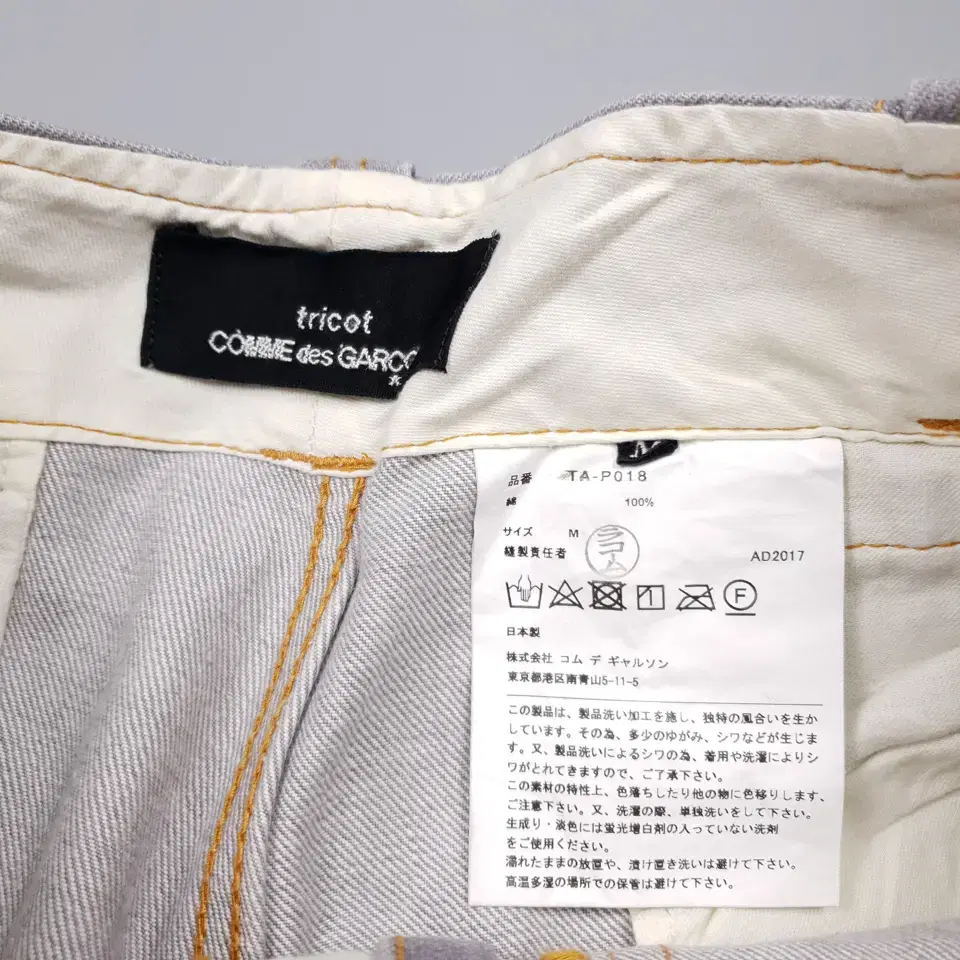 tricot
COMME des GARÇO
M
品番 TA-P018
綿 100%
サイズ M
縫製責任者 ラコーム AD2017
F
日本製
株式会社 コム デ ギャルソン
東京都港区南青山5-11-5
この製品は、製品洗い加工を施し、独特の風合いを生か
しています。その為、多少のゆがみ、シワなどが生じま
す。又、製品洗いによるシワの為、着用や洗濯によりシ
ワがとれてきますので、ご了承下さい。
この素材の特性上、色落ちしたり他の物に色移りします、
ご注意下さい。又、洗濯の際、単独洗いをして下さい。
生成り・淡色には蛍光増白剤の入っていない洗剤
をご使用ください。
濡れたままの放置や、漬け置き洗いは避けて下さい。
高温多湿の場所での保管は避けて下さい。